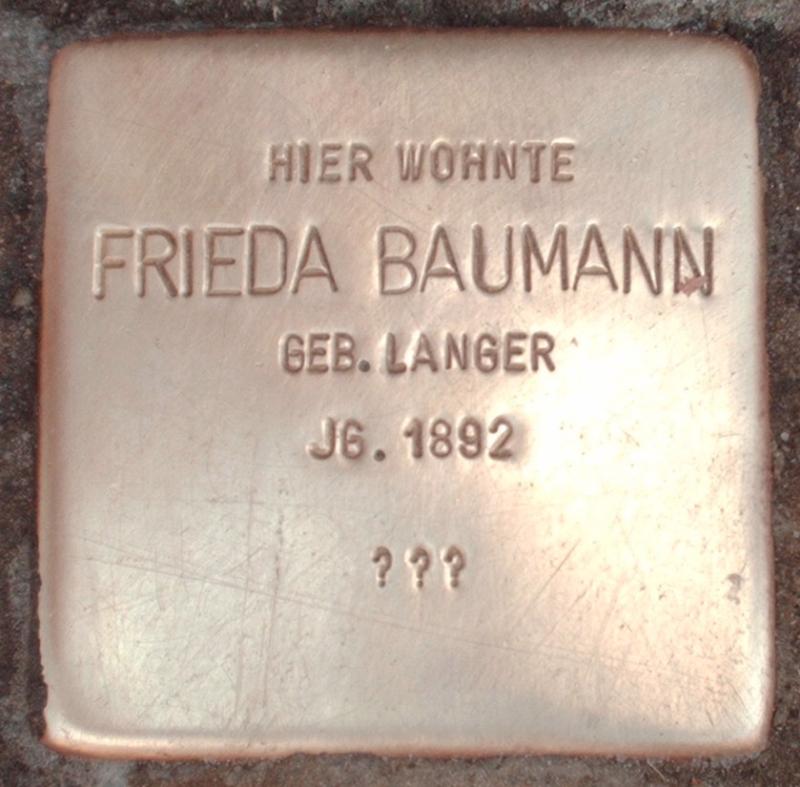 HIER WOHNTE
FRIEDA BAUMANN
GEB. LANGER
JG. 1892
???